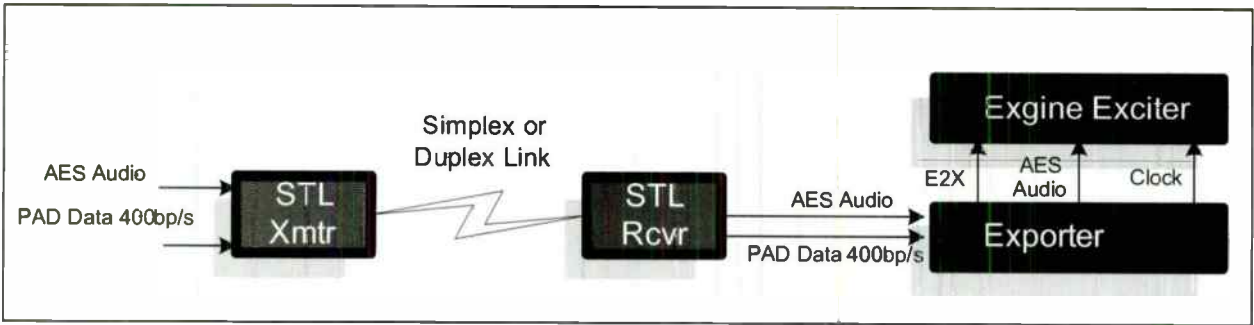 AES Audio
PAD Data 400bp/s
STL
Xmtr
Simplex or
Duplex Link
STL
Rcvr
AES Audio
PAD Data 400bp/s
Exgine Exciter
E2X
AES
Audio
Clock
Exporter